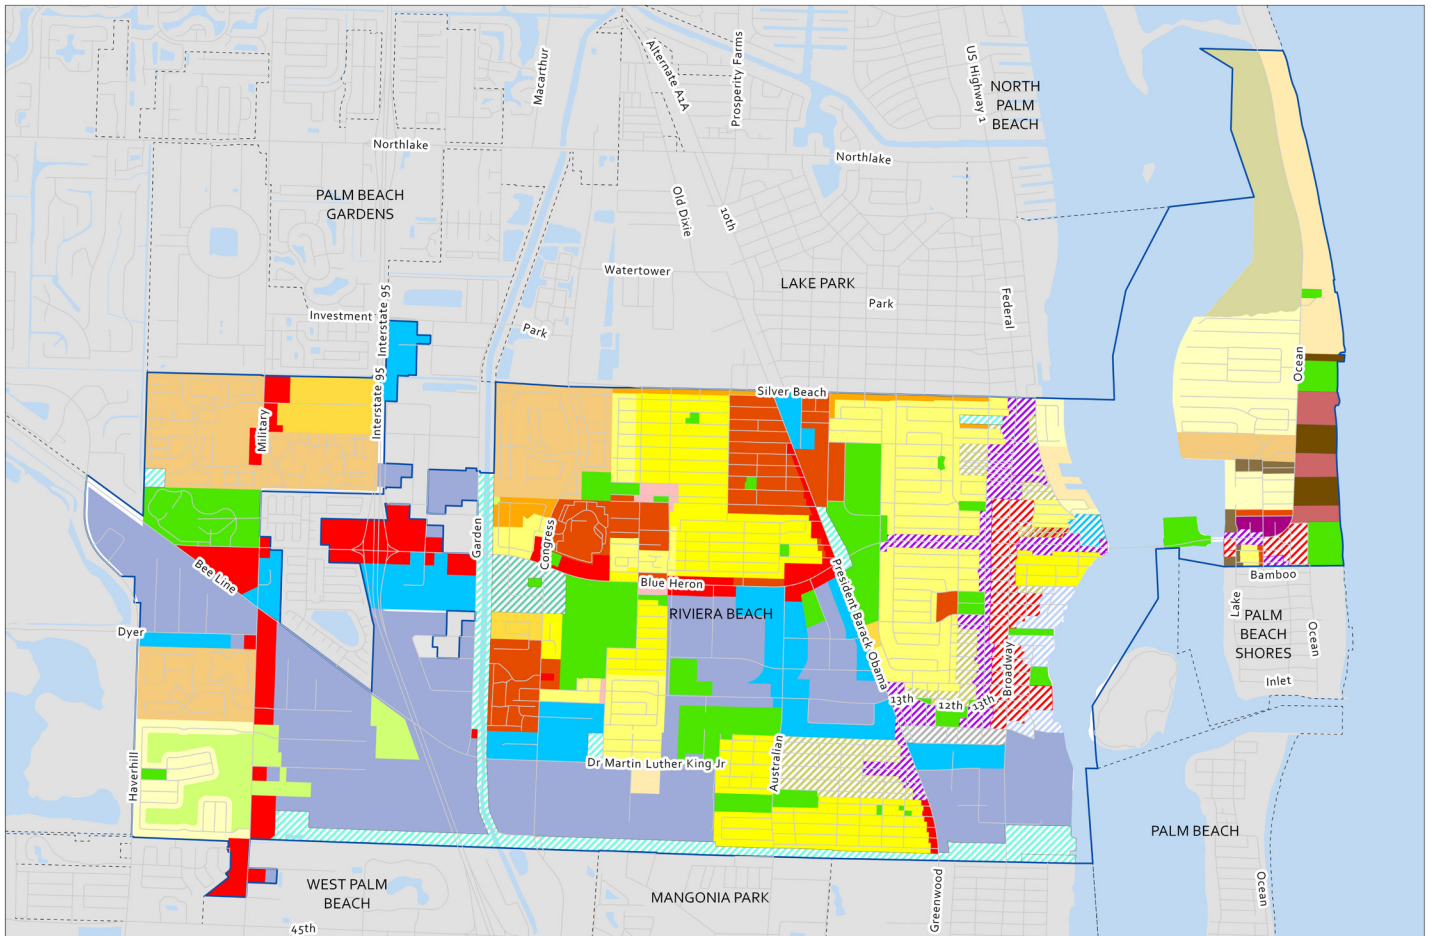 Macarthur
Alternate A1A
Prosperity Farms
US Highway 1
NORTH
PALM
BEACH
Northlake
Northlake
PALM BEACH
GARDENS
Old Dixie
10th
Watertower
LAKE PARK
Park
Federal
Interstate 95
Investment
Park
Ocean
Silver Beach
Interstate 95
Military
Garden
Congress
Bee Line
Blue Heron
RIVIERA BEACH
President Barack Obama
Bamboo
Lake
PALM
BEACH
SHORES
Ocean
Dyer
Broadway
Inlet
13th
12th
13th
Haverhill
Australian
Dr Martin Luther King Jr
PALM BEACH
WEST PALM
BEACH
MANGONIA PARK
Greenwood
Ocean
45th